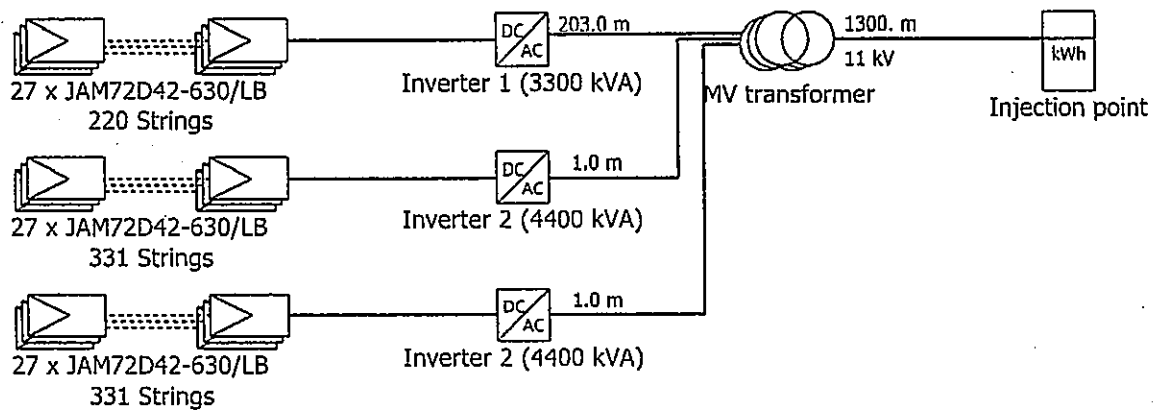 DC
AC
203.0 m
1300. m
11 kV
kWh
27 x JAM72D42-630/LB
220 Strings
Inverter 1 (3300 kVA)
MV transformer
Injection point
DC
AC
1.0 m
27 x JAM72D42-630/LB
331 Strings
Inverter 2 (4400 kVA)
DC
AC
1.0 m
27 x JAM72D42-630/LB
331 Strings
Inverter 2 (4400 kVA)